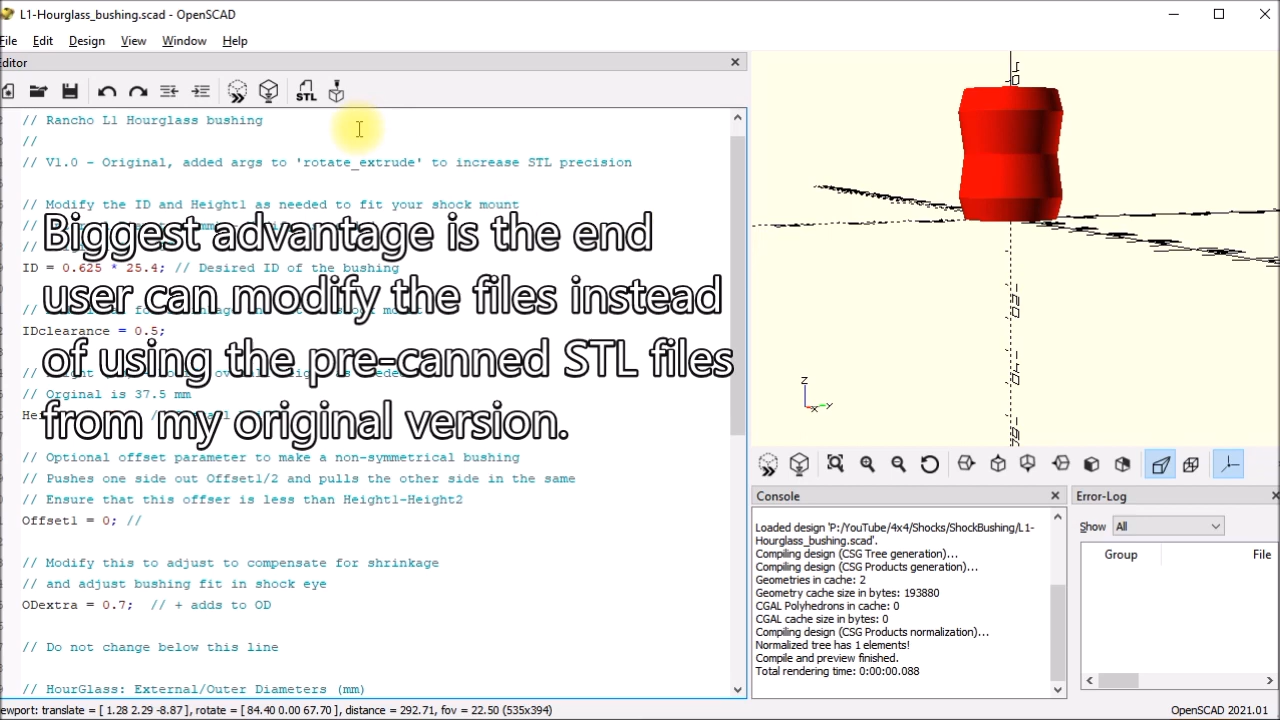 L1-Hourglass_bushing.scad - OpenSCAD
File Edit Design View Window Help
ditor
STL
// Rancho L1 Hourglass bushing
//
// V1.0 - Original, added args to 'rotate_extrude' to increase STL precision
// Modify the ID and Height1 as needed to fit your shock mount
Biggest advantage is the end
ID = 0.625 * 25.4; // Desired ID of the bushing
user can modify the files instead
IDclearance = 0.5;
of using the pre-canned STL files
// Orginal is 37.5 mm
from my original version.
// Optional offset parameter to make a non-symmetrical bushing
// Pushes one side out Offset1/2 and pulls the other side in the same
// Ensure that this offser is less than Height1-Height2
Offset1 = 0; //
// Modify this to adjust to compensate for shrinkage
// and adjust bushing fit in shock eye
ODextra = 0.7; // + adds to OD
// Do not change below this line
// HourGlass: External/Outer Diameters (mm)
Z
X
Y
Console
Loaded design 'P:/YouTube/4x4/Shocks/ShockBushing/L1-
Hourglass_bushing.scad'.
Compiling design (CSG Tree generation)...
Compiling design (CSG Products generation)...
Geometries in cache: 2
Geometry cache size in bytes: 193880
CGAL Polyhedrons in cache: 0
CGAL cache size in bytes: 0
Compiling design (CSG Products normalization)...
Normalized tree has 1 elements!
Compile and preview finished.
Total rendering time: 0:00:00.088
Error-Log
Show All
Group File
ewport: translate = [ 1.28 2.29 -8.87 ], rotate = [ 84.40 0.00 67.70 ], distance = 292.71, fov = 22.50 (535x394)
OpenSCAD 2021.01